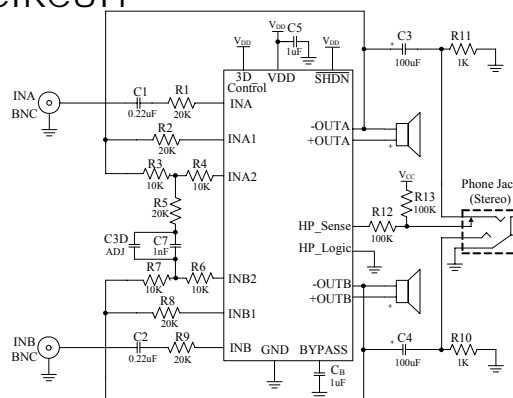 CIRCUIT
VDD
VDD C5
1uF
VDD
C3
+
100uF
R11
1K
3D
Control
VDD
SHDN
INA
BNC
C1
0.22uF
R1
20K
INA
R2
20K
INA1
-OUTA
+OUTA
+
R3
10K
R4
10K
INA2
R5
20K
VCC
R13
100K
Phone Jac
(Stereo)
HP_Sense
R12
100K
C3D
ADJ
C7
1nF
HP_Logic
R7
10K
R6
10K
INB2
-OUTB
+OUTB
+
R8
20K
INB1
INB
BNC
C2
0.22uF
R9
20K
INB
GND
BYPASS
CB
1uF
C4
+
100uF
R10
1K